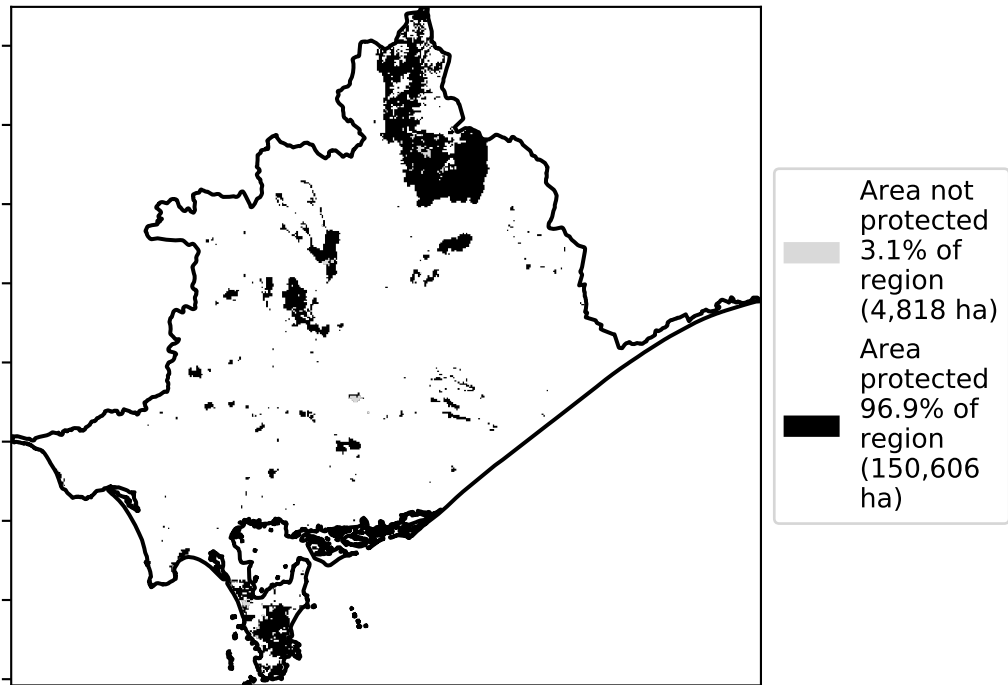 Area not
protected
3.1% of
region
(4,818 ha)
Area
protected
96.9% of
region
(150,606
ha)